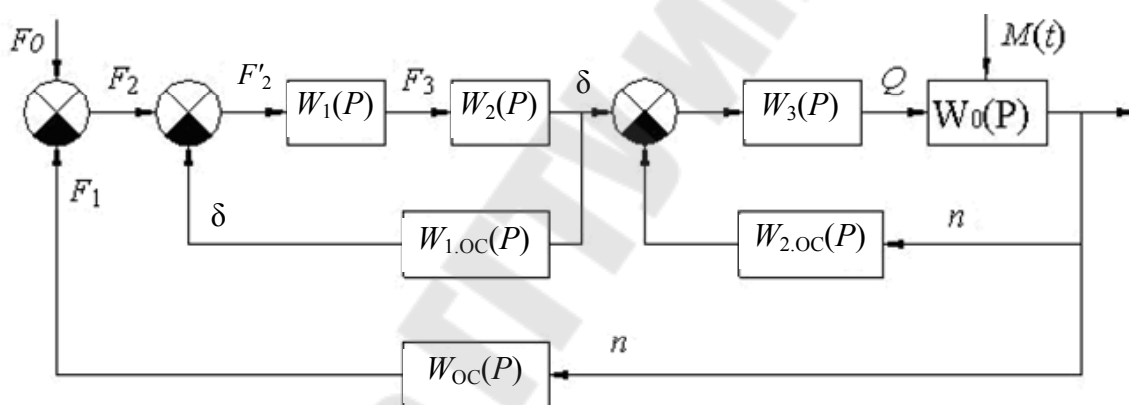 F0
M(t)
F2
F'2
W1(P)
F3
W2(P)
δ
W3(P)
Q
W0(P)
F1
δ
W1.OC(P)
W2.OC(P)
n
WOC(P)
n